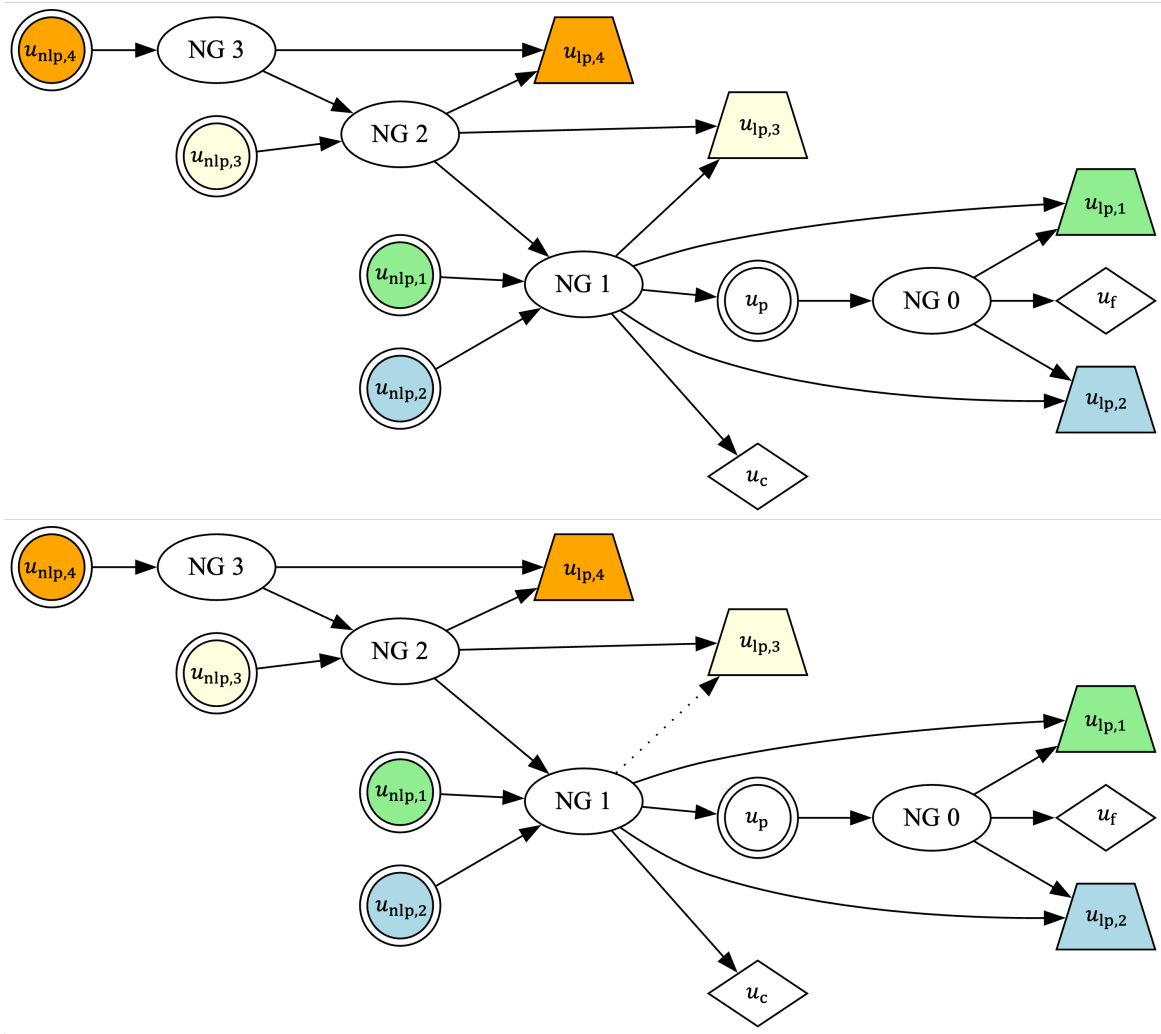 u_nlp,4
NG 3
u_lp,4
NG 2
u_lp,3
u_nlp,3
u_lp,1
u_nlp,1
NG 1
u_p
NG 0
u_f
u_nlp,2
u_lp,2
u_c
u_nlp,4
NG 3
u_lp,4
NG 2
u_lp,3
u_nlp,3
u_lp,1
u_nlp,1
NG 1
u_p
NG 0
u_f
u_nlp,2
u_lp,2
u_c